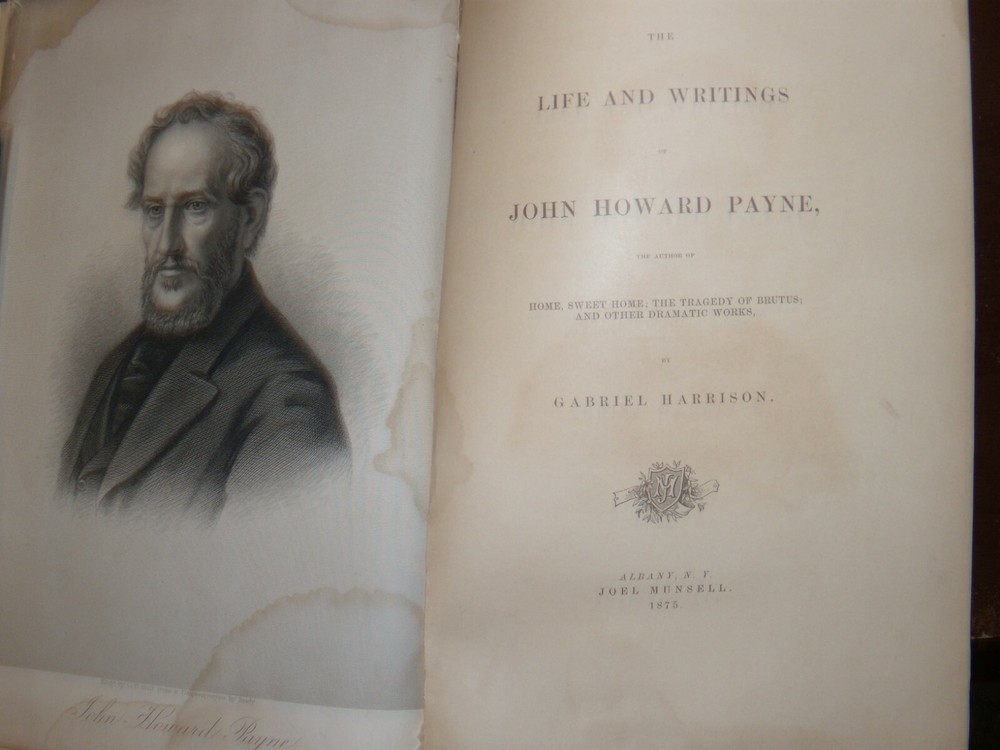 John Howard Payne
THE
LIFE AND WRITINGS
OF
JOHN HOWARD PAYNE,
THE AUTHOR OF
HOME, SWEET HOME; THE TRAGEDY OF BRUTUS;
AND OTHER DRAMATIC WORKS,
BY
GABRIEL HARRISON.
ALBANY, N. Y.
JOEL MUNSELL.
1875.